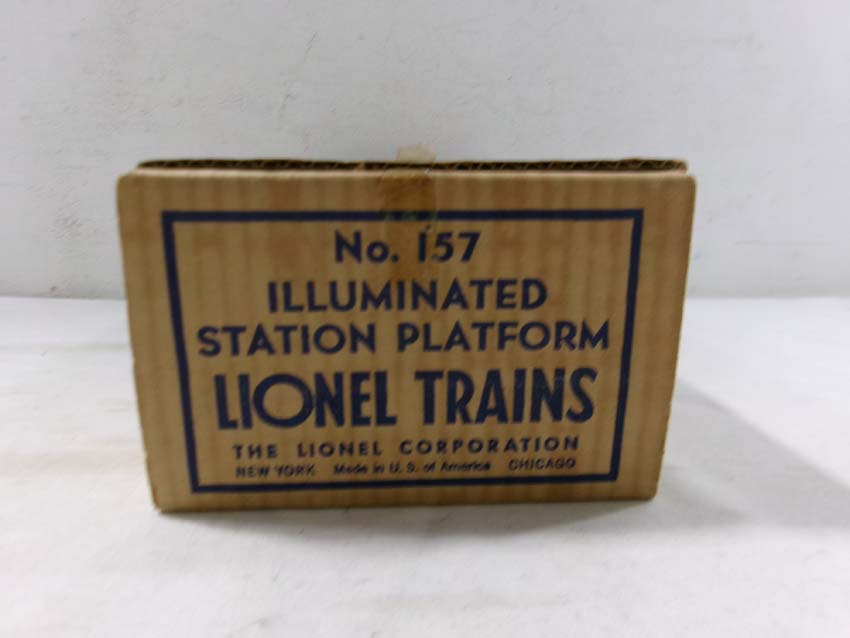 No. 157
ILLUMINATED
STATION PLATFORM
LIONEL TRAINS
THE LIONEL CORPORATION
NEW YORK Made in U. S. of America CHICAGO